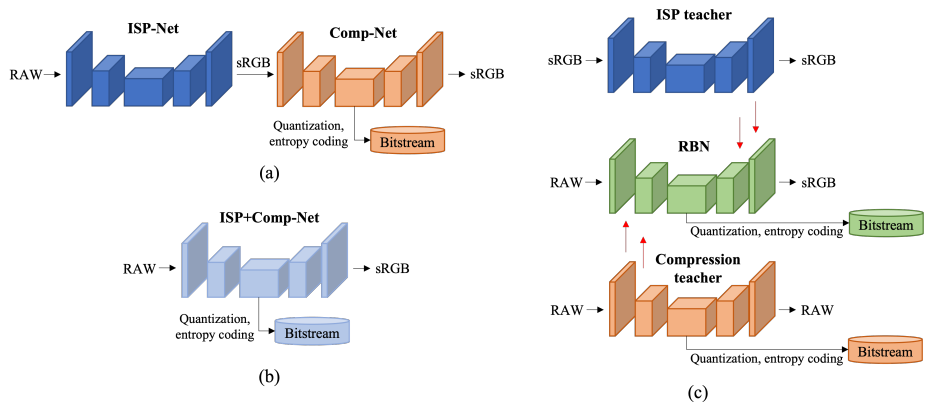 ISP-Net
Comp-Net
RAW
sRGB
sRGB
Quantization,
entropy coding
Bitstream
(a)
ISP+Comp-Net
RAW
sRGB
Quantization,
entropy coding
Bitstream
(b)
ISP teacher
sRGB
sRGB
RBN
RAW
sRGB
Quantization, entropy coding
Bitstream
Compression
teacher
RAW
RAW
Quantization, entropy coding
Bitstream
(c)